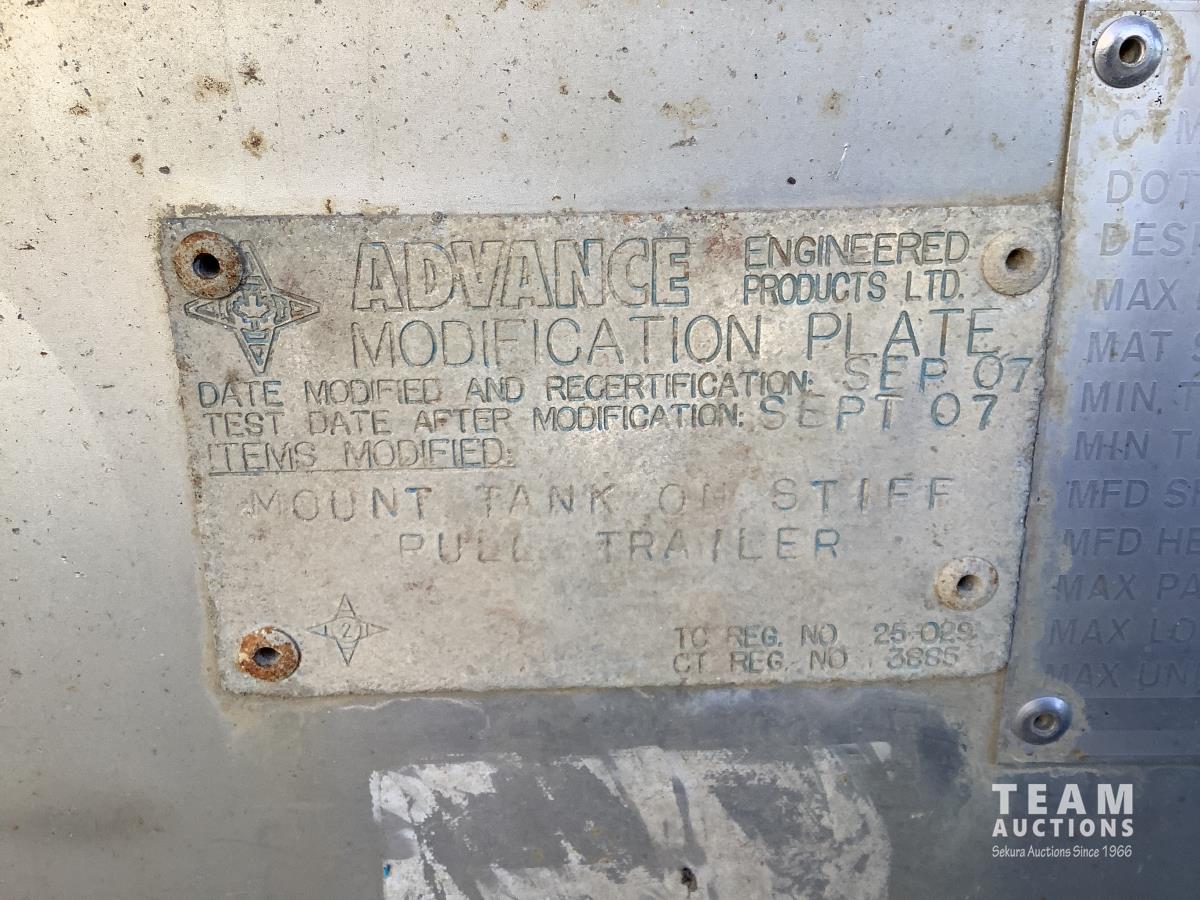 ADVANCE ENGINEERED PRODUCTS LTD.
MODIFICATION PLATE
DATE MODIFIED AND RECERTIFICATION: SEP 07
TEST DATE AFTER MODIFICATION: SEPT 07
ITEMS MODIFIED:
MOUNT TANK ON STIFF
PULL TRAILER
2
TC REG. NO. 25-029
CT REG. NO 3885
DOT
MAX
MAT
MIN.
MIN
MFD
MFD
MAX
MAX
MAX
TEAM
AUCTIONS
Sekura Auctions Since 1966